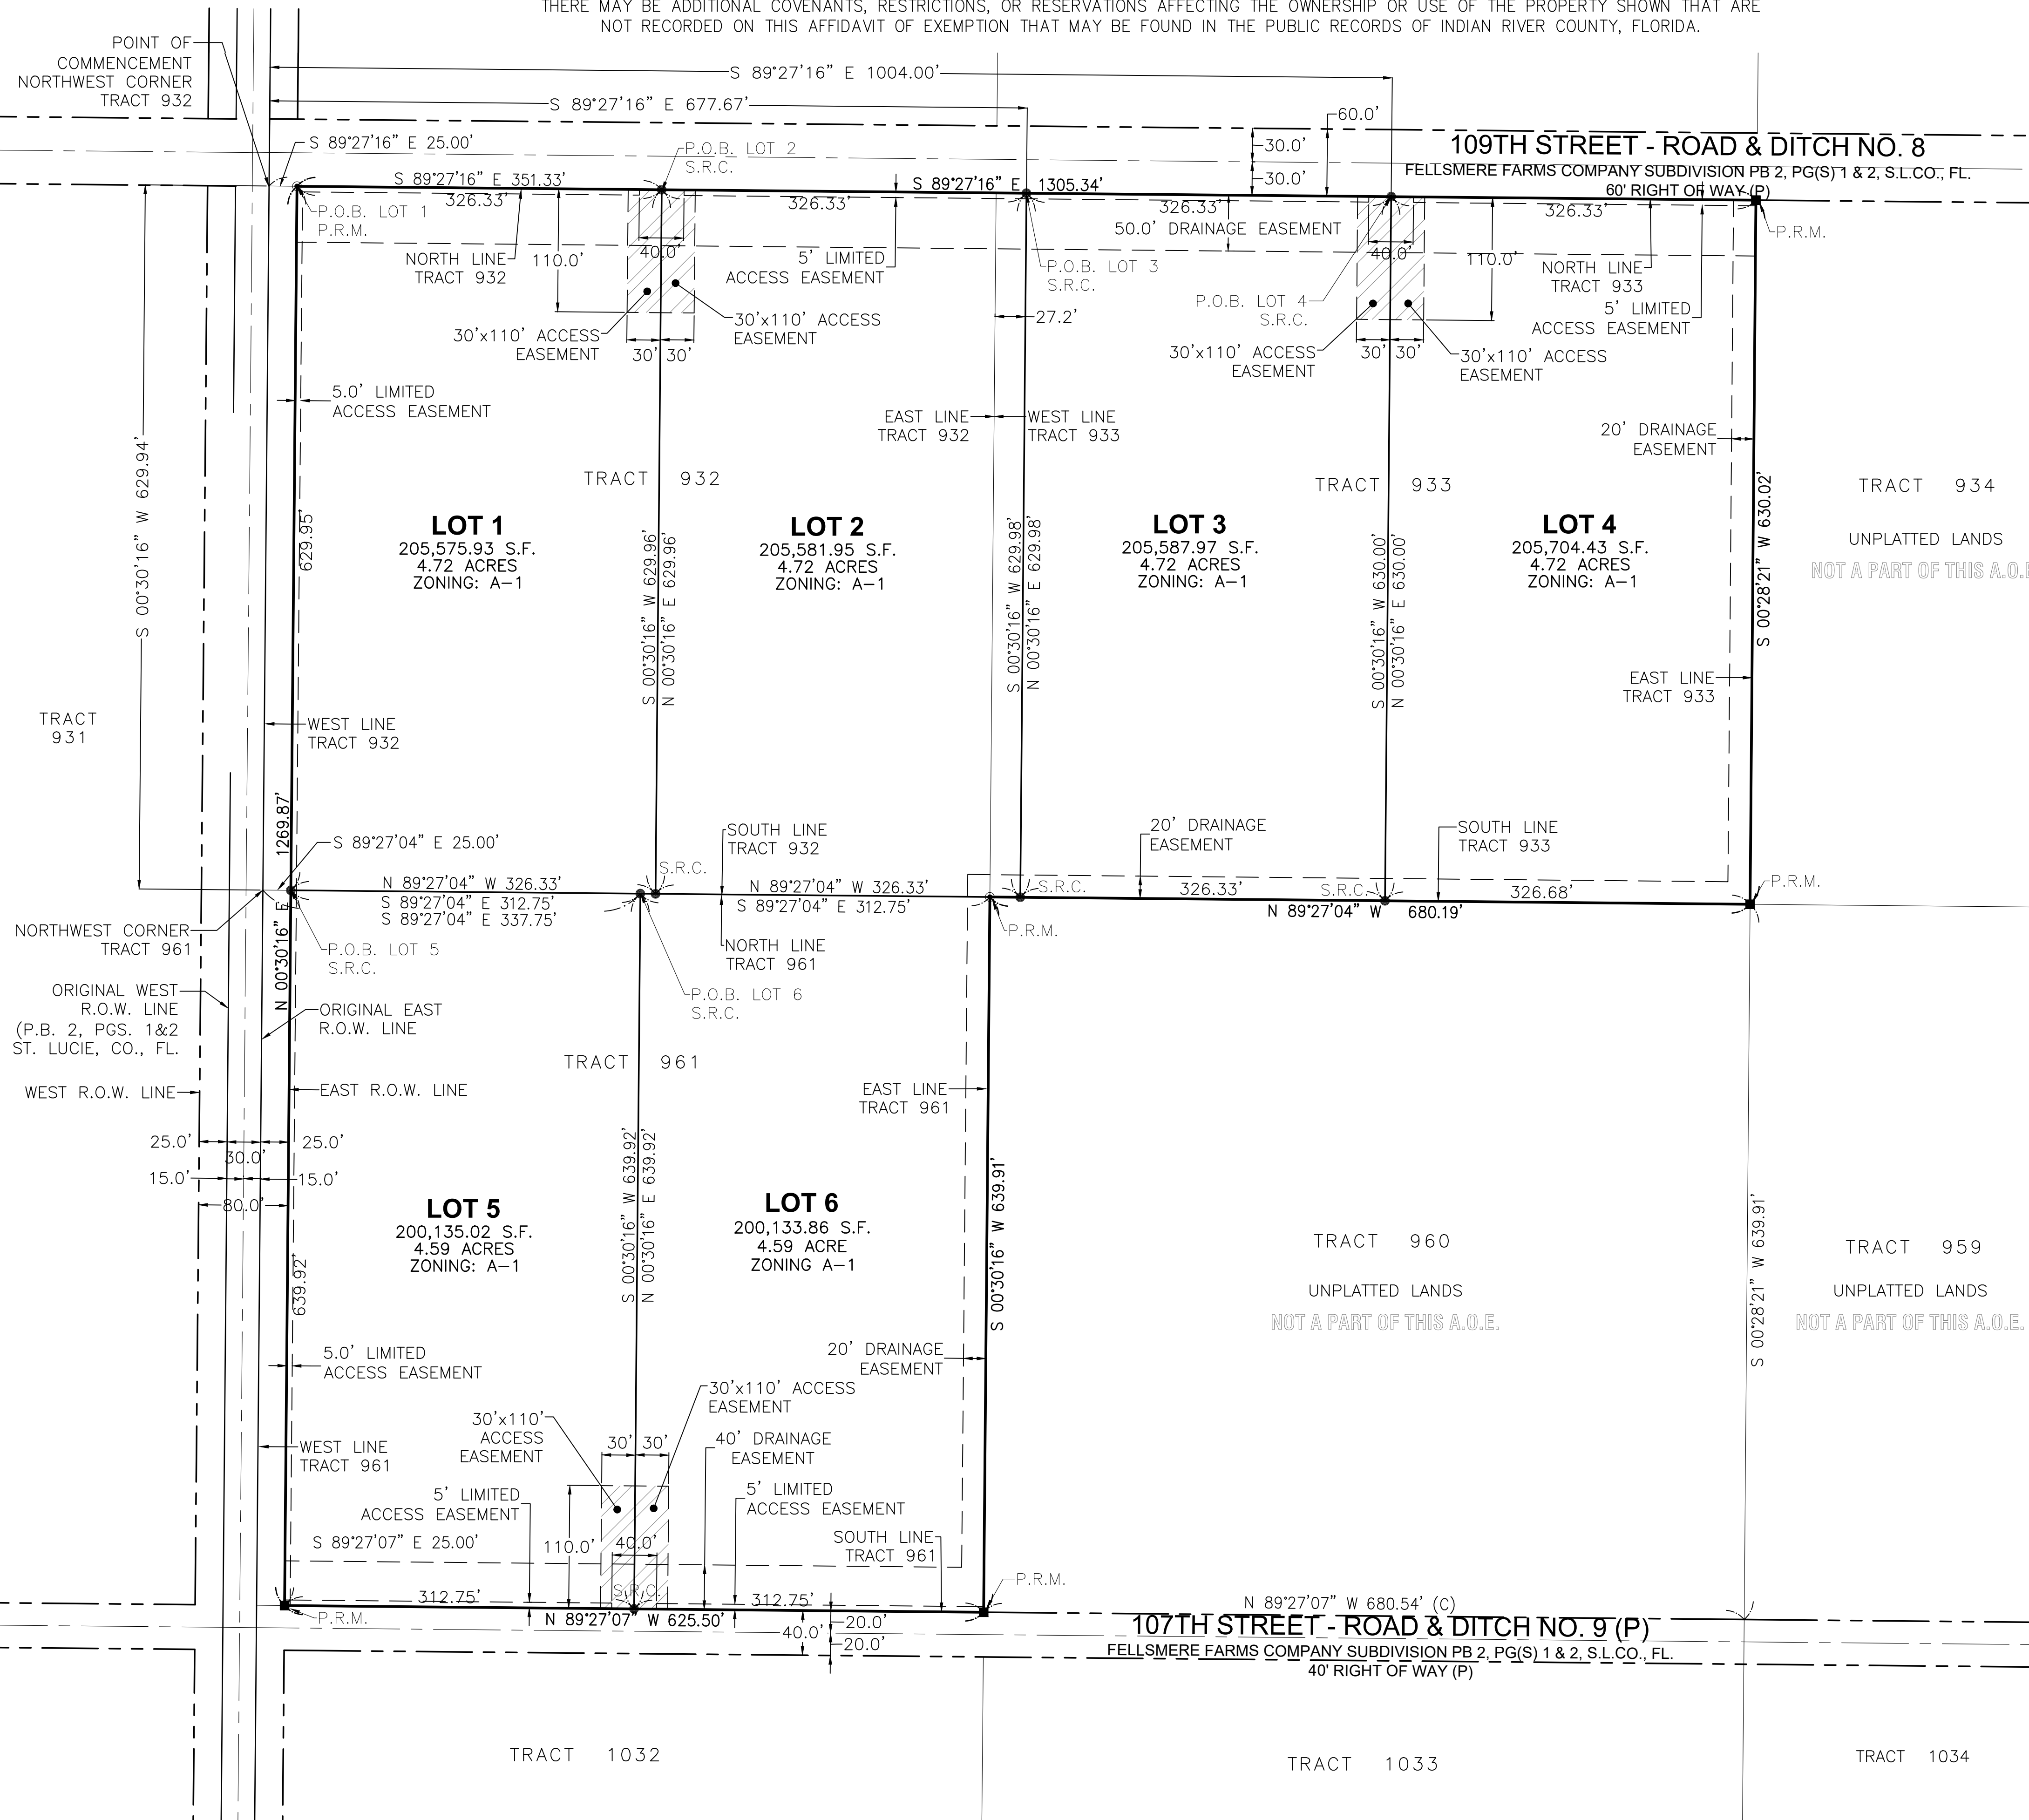 THERE MAY BE ADDITIONAL COVENANTS, RESTRICTIONS, OR RESERVATIONS AFFECTING THE OWNERSHIP OR USE OF THE PROPERTY SHOWN THAT ARE
NOT RECORDED ON THIS AFFIDAVIT OF EXEMPTION THAT MAY BE FOUND IN THE PUBLIC RECORDS OF INDIAN RIVER COUNTY, FLORIDA.
POINT OF
COMMENCEMENT
NORTHWEST CORNER
TRACT 932
S 89°27'16" E 1004.00'
S 89°27'16" E 677.67'
60.0'
S 89°27'16" E 25.00'
P.O.B. LOT 2
S.R.C.
30.0'
30.0'
109TH STREET - ROAD & DITCH NO. 8
FELLSMERE FARMS COMPANY SUBDIVISION PB 2, PG(S) 1 & 2, S.L.CO., FL.
60' RIGHT OF WAY (P)
S 89°27'16" E 351.33'
326.33'
S 89°27'16" E 1305.34'
326.33'
326.33'
326.33'
P.O.B. LOT 1
P.R.M.
50.0' DRAINAGE EASEMENT
P.R.M.
NORTH LINE
TRACT 932
110.0'
40.0'
5' LIMITED
ACCESS EASEMENT
P.O.B. LOT 3
S.R.C.
40.0'
110.0'
NORTH LINE
TRACT 933
P.O.B. LOT 4
S.R.C.
5' LIMITED
ACCESS EASEMENT
27.2'
30'x110' ACCESS
EASEMENT
30'x110' ACCESS
EASEMENT
30' 30'
30'x110' ACCESS
EASEMENT
30' 30'
30'x110' ACCESS
EASEMENT
5.0' LIMITED
ACCESS EASEMENT
EAST LINE
TRACT 932
WEST LINE
TRACT 933
20' DRAINAGE
EASEMENT
S 00°30'16" W 629.94'
TRACT 932
TRACT 933
TRACT 934
UNPLATTED LANDS
NOT A PART OF THIS A.O.E
629.95'
LOT 1
205,575.93 S.F.
4.72 ACRES
ZONING: A-1
S 00°30'16" W 629.96'
N 00°30'16" E 629.96'
LOT 2
205,581.95 S.F.
4.72 ACRES
ZONING: A-1
S 00°30'16" W 629.98'
N 00°30'16" E 629.98'
LOT 3
205,587.97 S.F.
4.72 ACRES
ZONING: A-1
S 00°30'16" W 630.00'
N 00°30'16" E 630.00'
LOT 4
205,704.43 S.F.
4.72 ACRES
ZONING: A-1
S 00°28'21" W 630.02'
EAST LINE
TRACT 933
TRACT
931
WEST LINE
TRACT 932
N 00°30'16" E 1269.87'
S 89°27'04" E 25.00'
SOUTH LINE
TRACT 932
20' DRAINAGE
EASEMENT
SOUTH LINE
TRACT 933
S.R.C.
N 89°27'04" W 326.33'
S 89°27'04" E 312.75'
S 89°27'04" E 337.75'
N 89°27'04" W 326.33'
S 89°27'04" E 312.75'
S.R.C.
326.33'
S.R.C.
326.68'
P.R.M.
N 89°27'04" W 680.19'
NORTHWEST CORNER
TRACT 961
P.R.M.
P.O.B. LOT 5
S.R.C.
NORTH LINE
TRACT 961
P.O.B. LOT 6
S.R.C.
ORIGINAL WEST
R.O.W. LINE
(P.B. 2, PGS. 1&2
ST. LUCIE, CO., FL.
ORIGINAL EAST
R.O.W. LINE
TRACT 961
WEST R.O.W. LINE
EAST R.O.W. LINE
EAST LINE
TRACT 961
25.0'
25.0'
30.0'
15.0'
15.0'
80.0'
S 00°30'16" W 639.92'
N 00°30'16" E 639.92'
LOT 5
200,135.02 S.F.
4.59 ACRES
ZONING: A-1
LOT 6
200,133.86 S.F.
4.59 ACRE
ZONING A-1
639.92'
S 00°30'16" W 639.91'
TRACT 960
UNPLATTED LANDS
NOT A PART OF THIS A.O.E.
S 00°28'21" W 639.91'
TRACT 959
UNPLATTED LANDS
NOT A PART OF THIS A.O.E.
5.0' LIMITED
ACCESS EASEMENT
20' DRAINAGE
EASEMENT
30'x110'
ACCESS
EASEMENT
30'x110' ACCESS
EASEMENT
30' 30'
40' DRAINAGE
EASEMENT
WEST LINE
TRACT 961
5' LIMITED
ACCESS EASEMENT
5' LIMITED
ACCESS EASEMENT
S 89°27'07" E 25.00'
110.0'
40.0'
SOUTH LINE
TRACT 961
312.75'
S.R.C.
312.75'
P.R.M.
P.R.M.
N 89°27'07" W 625.50'
40.0'
20.0'
20.0'
N 89°27'07" W 680.54' (C)
107TH STREET - ROAD & DITCH NO. 9 (P)
FELLSMERE FARMS COMPANY SUBDIVISION PB 2, PG(S) 1 & 2, S.L.CO., FL.
40' RIGHT OF WAY (P)
TRACT 1032
TRACT 1033
TRACT 1034